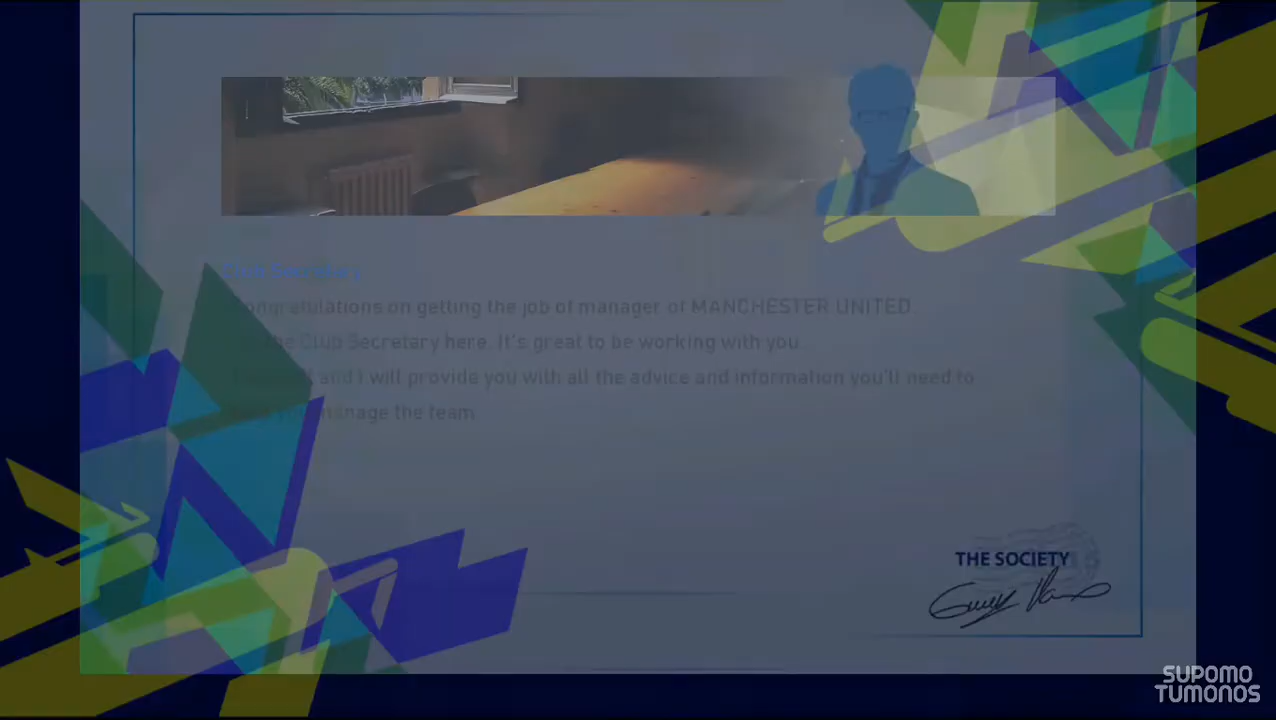 Club Secretary
Congratulations on getting the job of manager of MANCHESTER UNITED.
the Club Secretary here. It's great to be working with you.
and I will provide you with all the advice and information you'll need to
manage the team.
THE SOCIETY
SUPOMO
TUMONOS